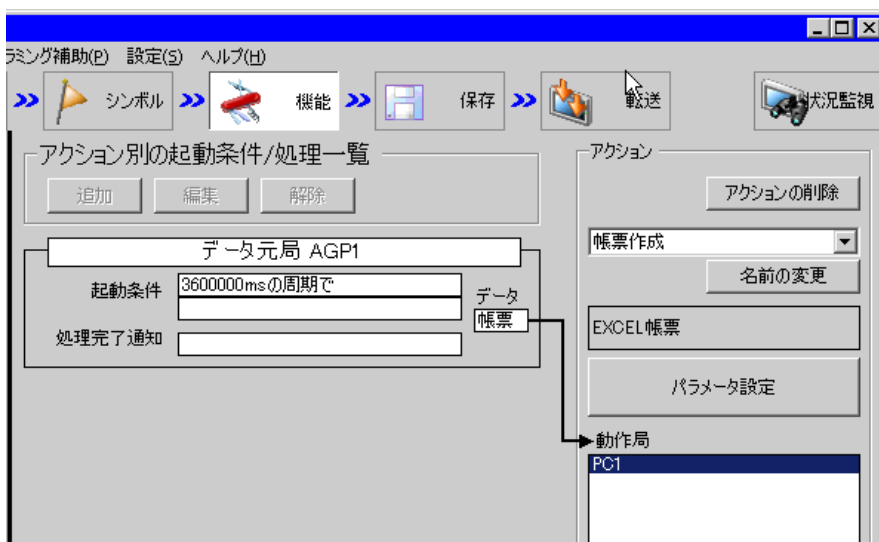 ラミング補助(P) 設定(S) ヘルプ(H)
シンボル 機能 保存 転送 状況監視
アクション別の起動条件/処理一覧
追加 編集 解除
データ元局 AGP1
起動条件 3600000msの周期で
データ
帳票
処理完了通知
アクション
アクションの削除
帳票作成
名前の変更
EXCEL帳票
パラメータ設定
動作局
PC1